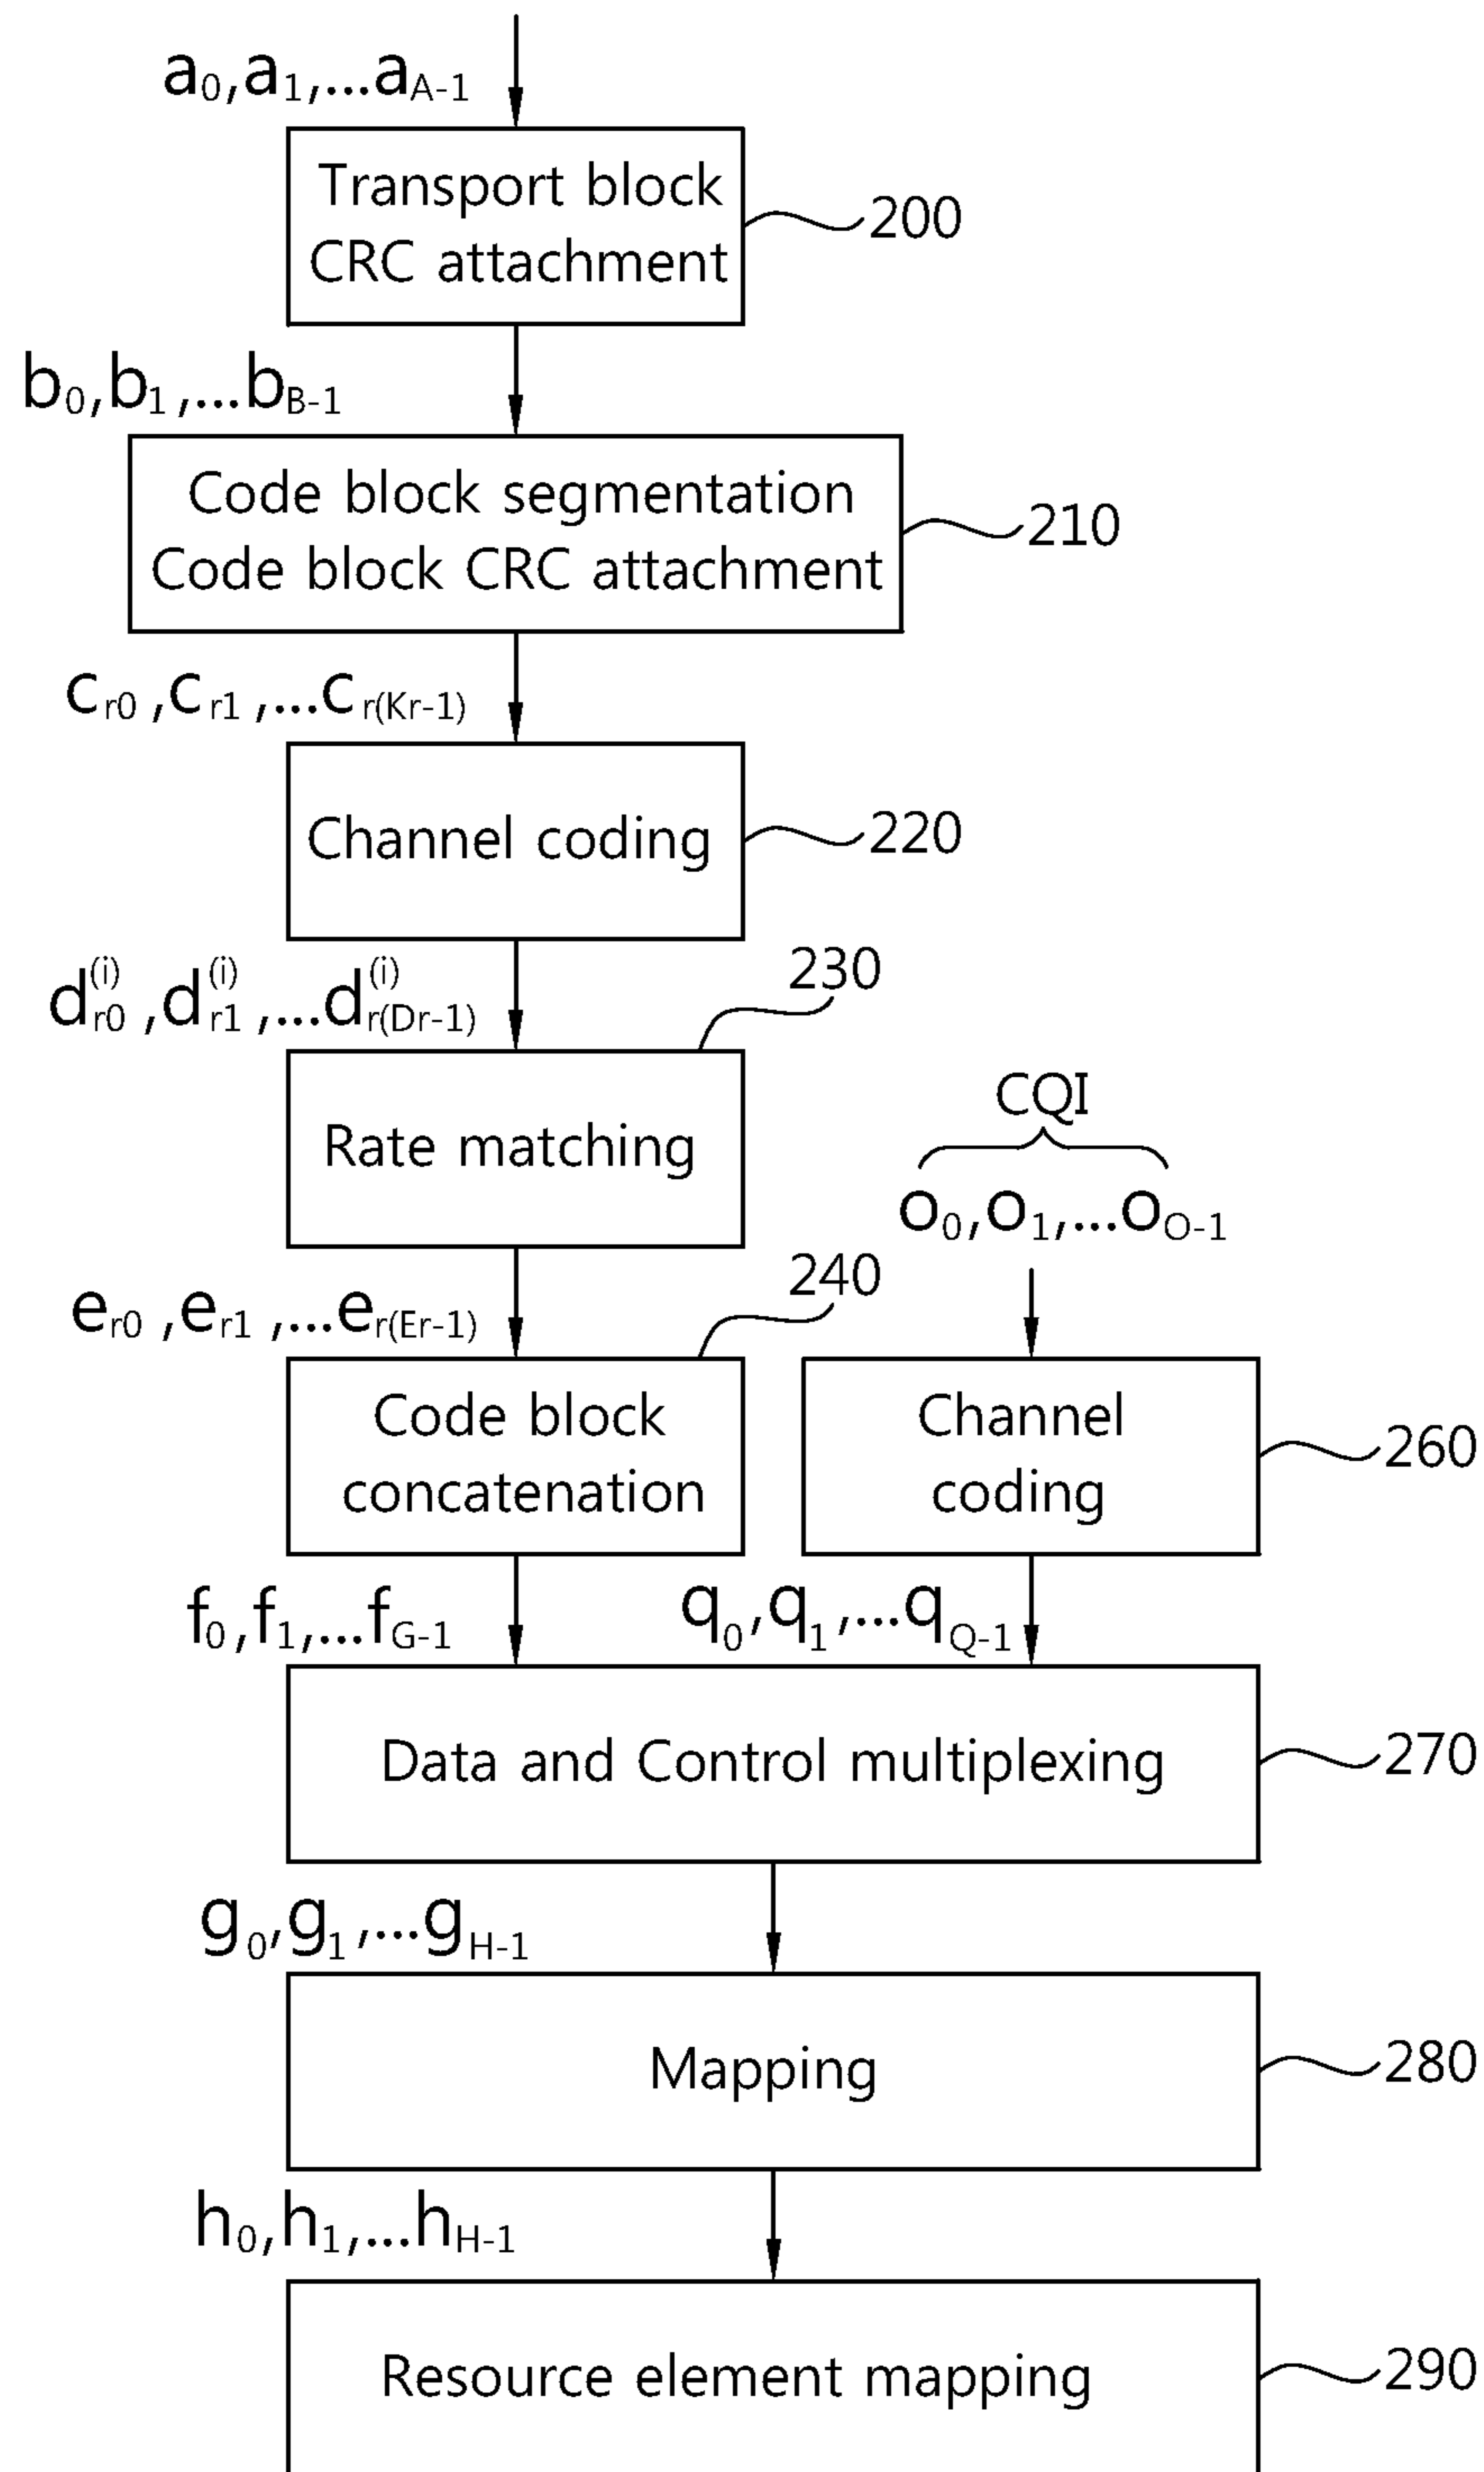 a0,a1,...aA-1
Transport block
CRC attachment
200
b0,b1,...bB-1
Code block segmentation
Code block CRC attachment
210
cr0,cr1,...cr(Kr-1)
Channel coding
220
dr0(i),dr1(i),...dr(Dr-1)(i)
230
Rate matching
CQI
o0,o1,...oO-1
er0,er1,...er(Er-1)
240
Code block
concatenation
Channel
coding
260
f0,f1,...fG-1
q0,q1,...qQ-1
Data and Control multiplexing
270
g0,g1,...gH-1
Mapping
280
h0,h1,...hH-1
Resource element mapping
290